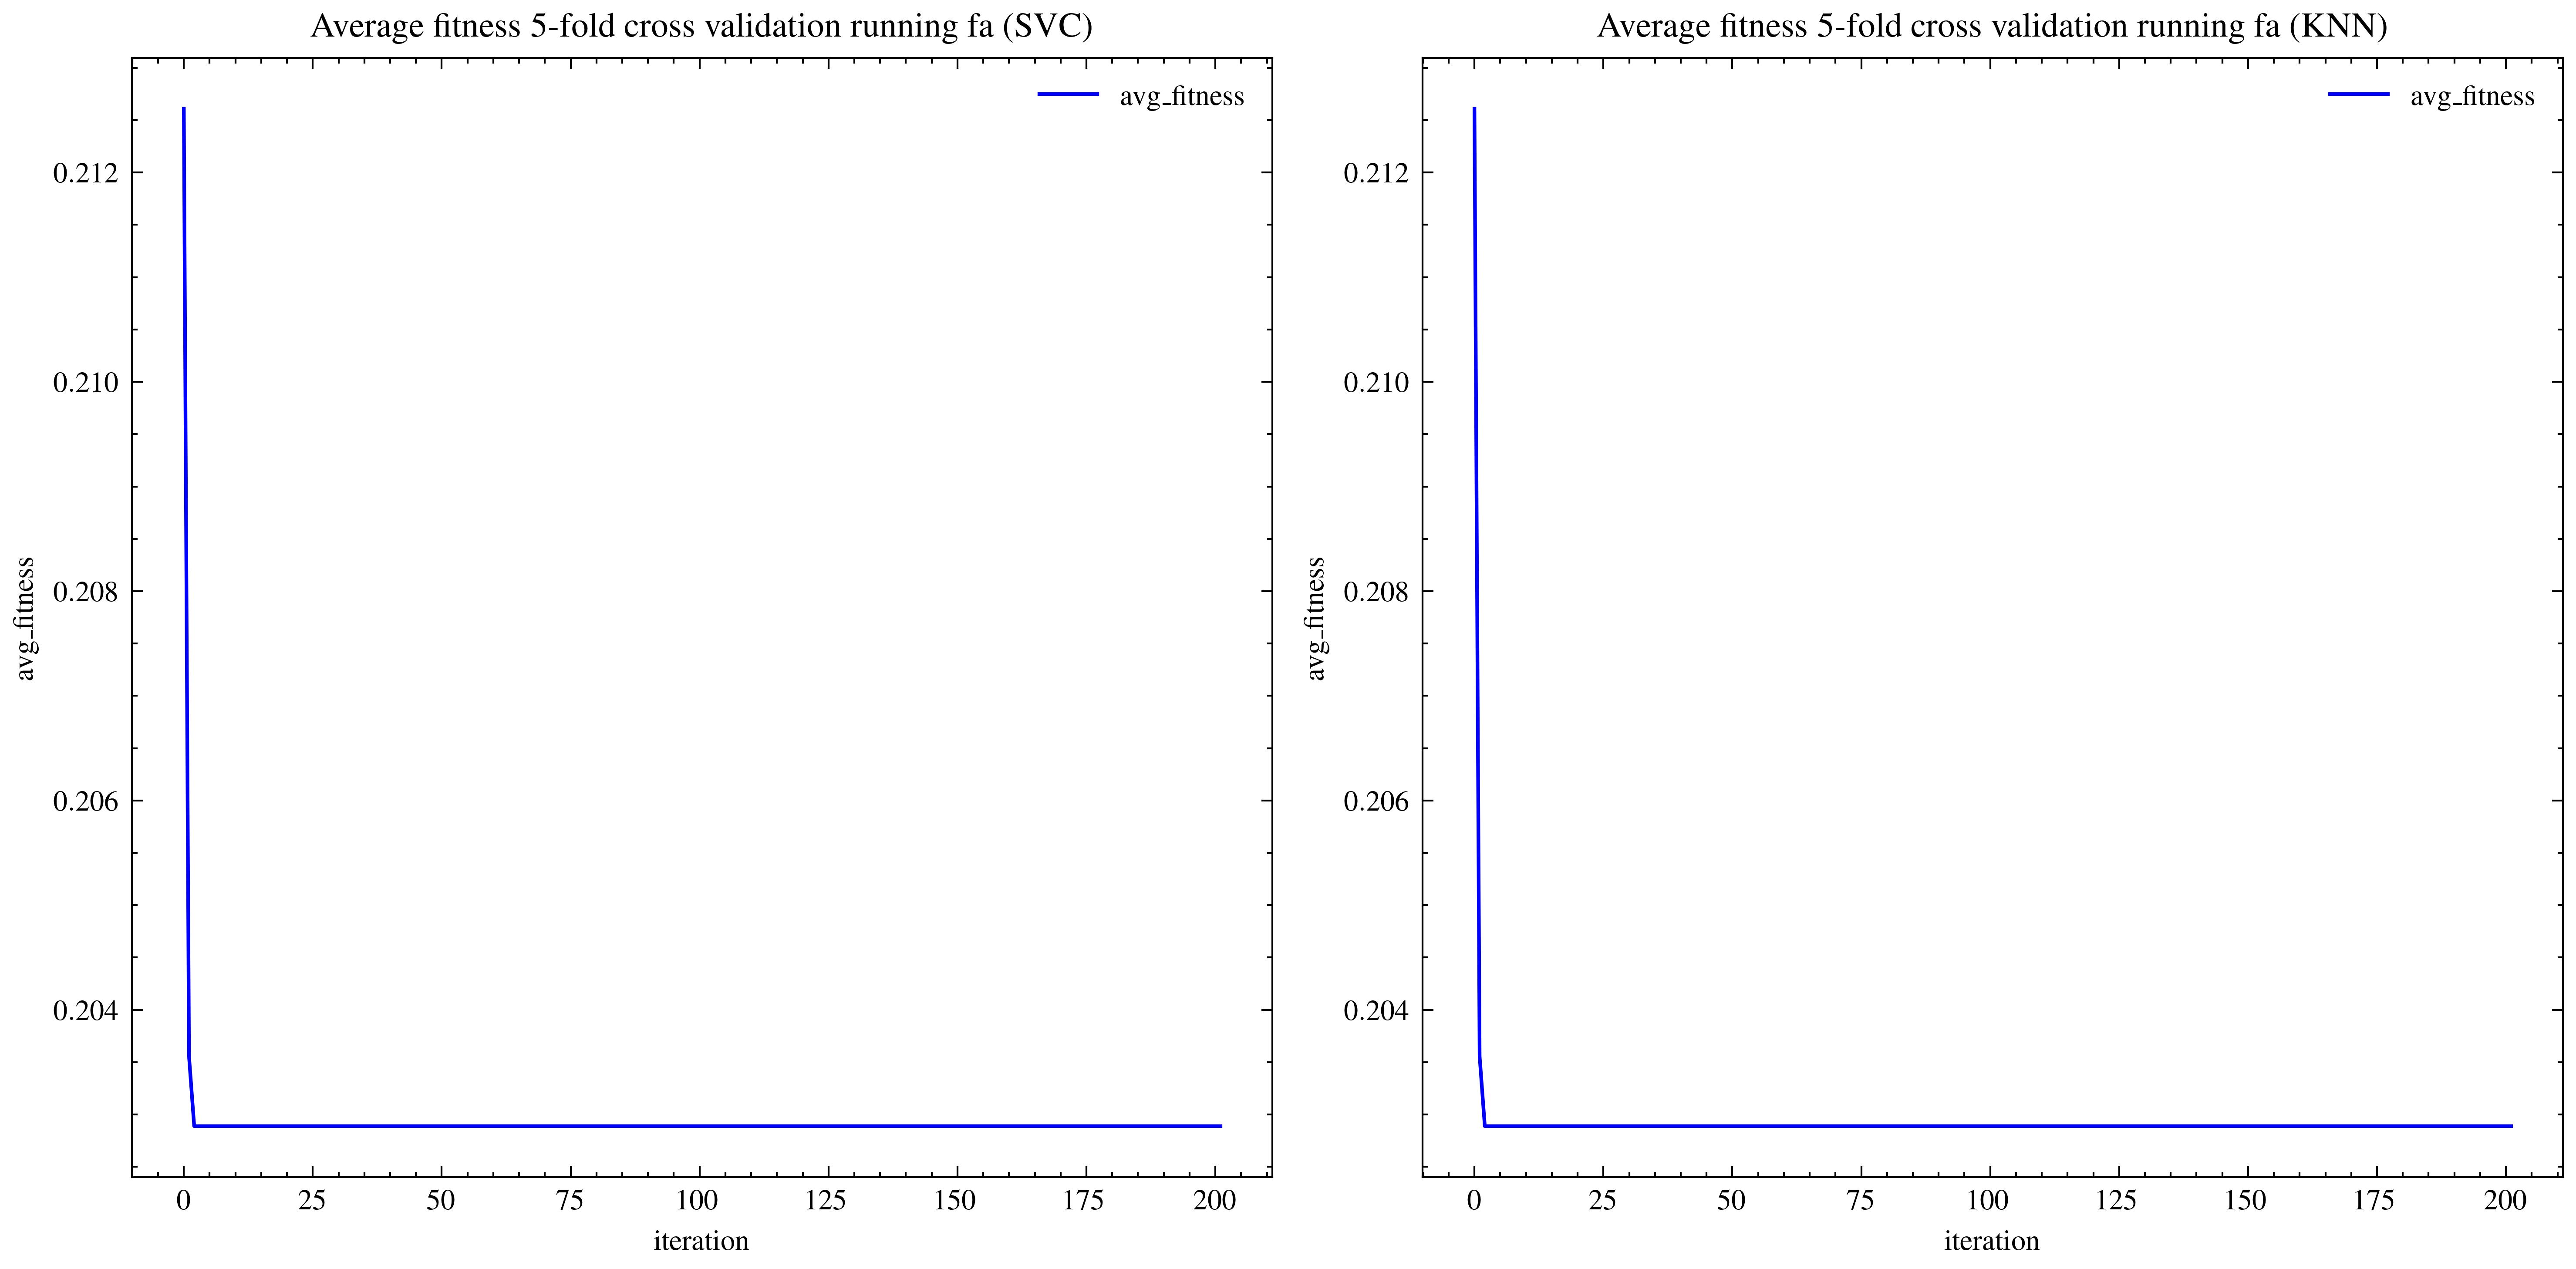 Average fitness 5-fold cross validation running fa (SVC)
avg_fitness
0.212
0.210
0.208
0.206
0.204
avg_fitness
0 25 50 75 100 125 150 175 200
iteration
Average fitness 5-fold cross validation running fa (KNN)
avg_fitness
0.212
0.210
0.208
0.206
0.204
avg_fitness
0 25 50 75 100 125 150 175 200
iteration